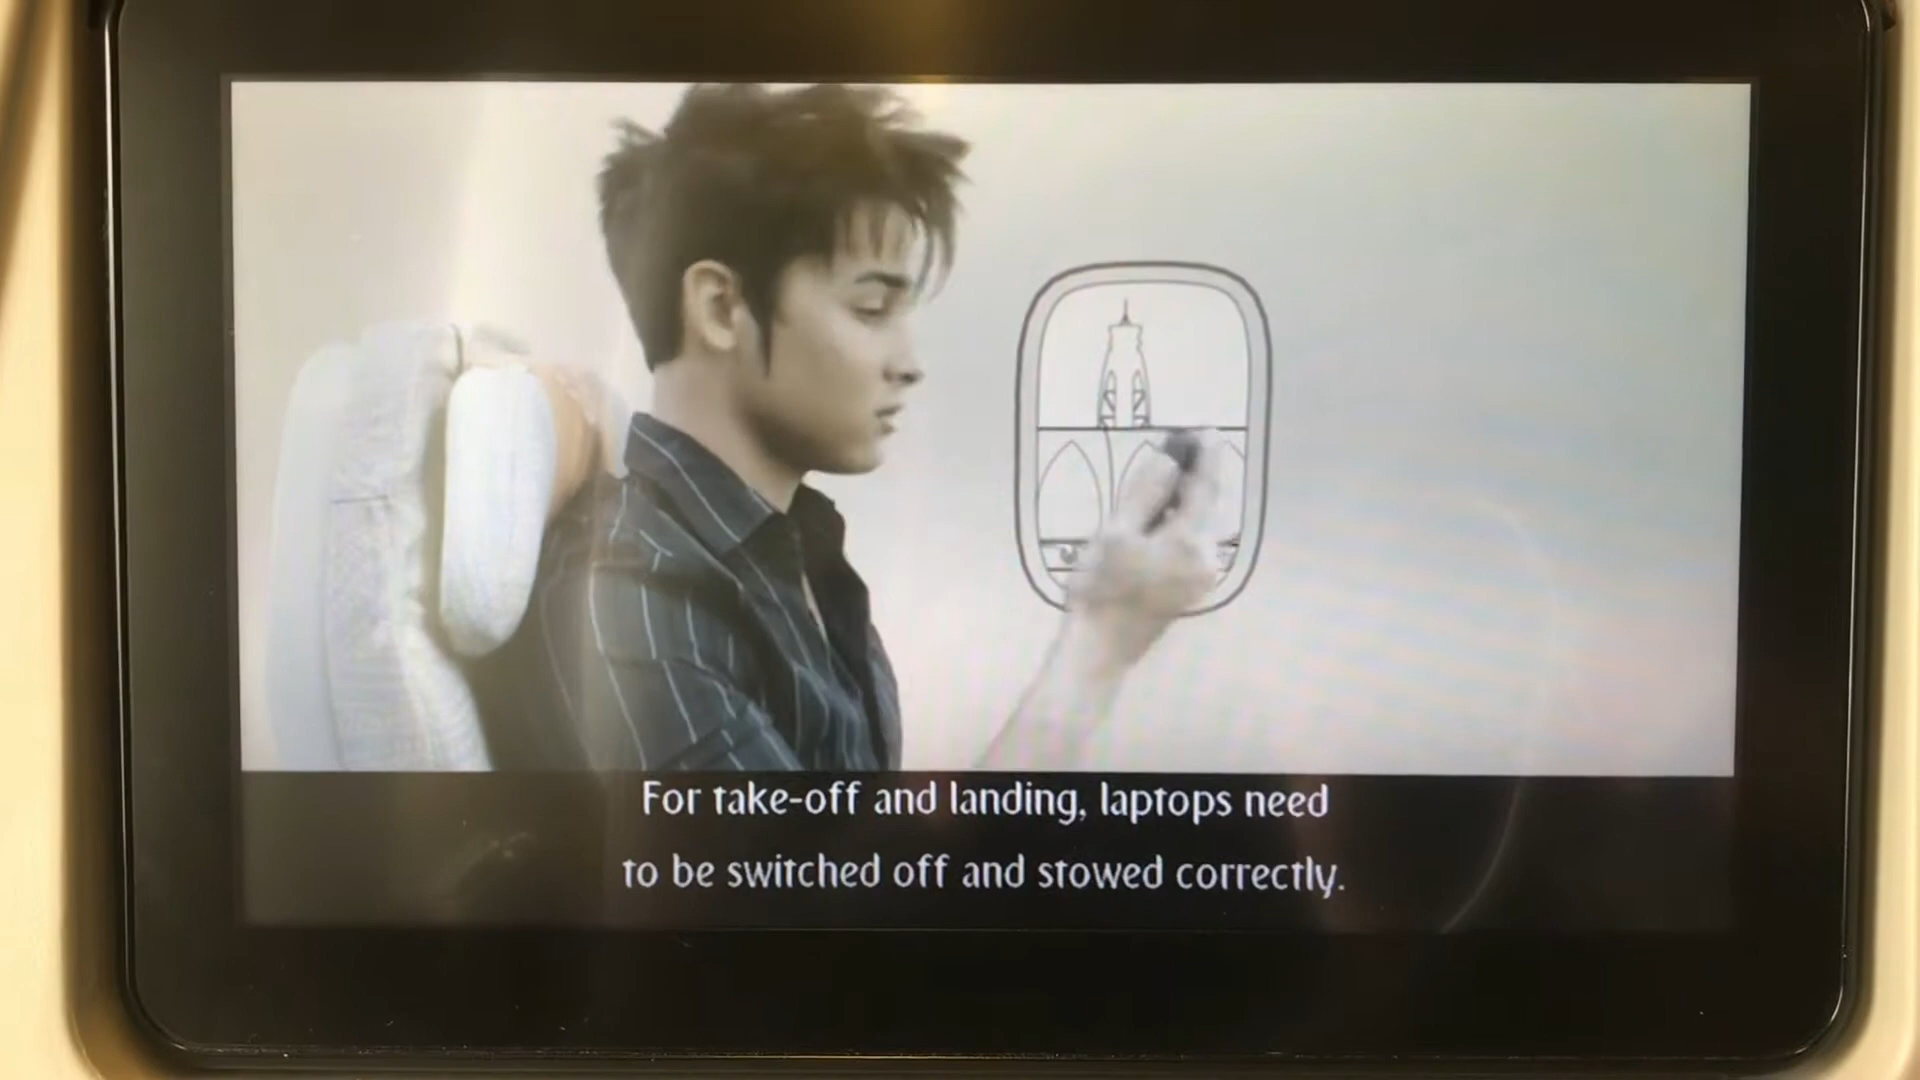 For take-off and landing, laptops need
to be switched off and stowed correctly.